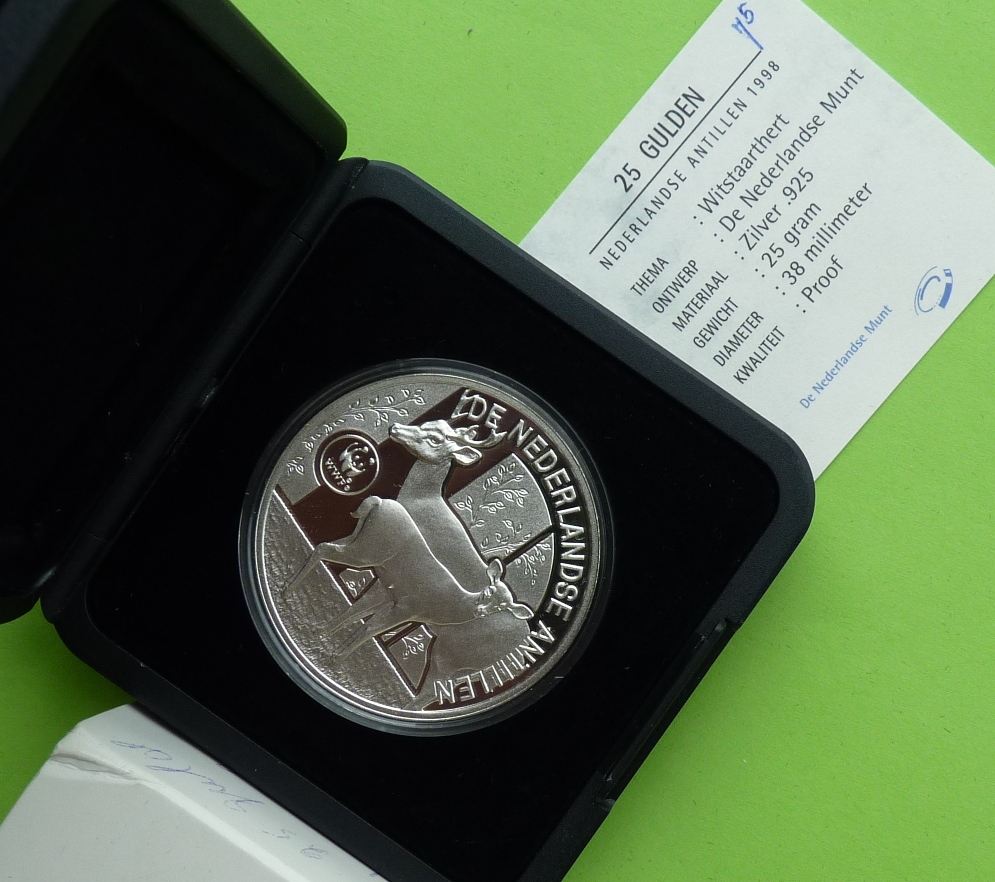 25 GULDEN
NEDERLANDSE ANTILLEN 1998
THEMA : Witstaarthert
ONTWERP : De Nederlandse Munt
MATERIAAL : Zilver .925
GEWICHT : 25 gram
DIAMETER : 38 millimeter
KWALITEIT : Proof
De Nederlandse Munt
DE NEDERLANDSE ANTILLEN
WWF